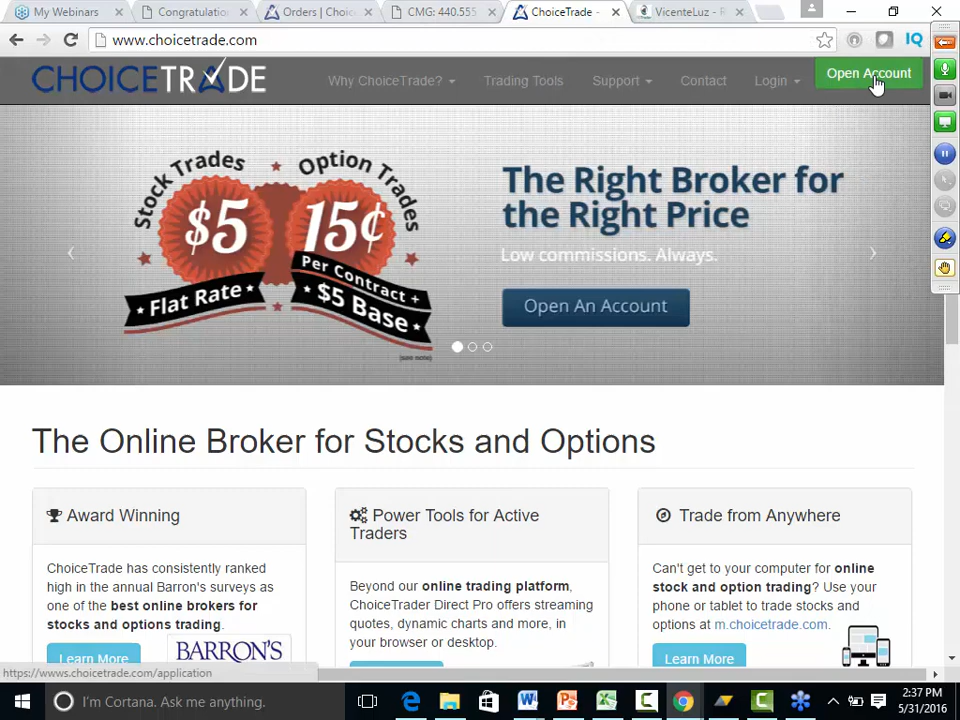 My Webinars
Congratulation
Orders | Choic
CMG: 440.555
ChoiceTrade -
VicenteLuz - R
www.choicetrade.com
IQ
CHOICETRADE
Why ChoiceTrade?
Trading Tools
Support
Contact
Login
Open Account
Stock Trades
$5
Flat Rate
Option Trades
15¢
Per Contract +
$5 Base
(see note)
The Right Broker for
the Right Price
Low commissions. Always.
Open An Account
The Online Broker for Stocks and Options
Award Winning
ChoiceTrade has consistently ranked
high in the annual Barron's surveys as
one of the best online brokers for
stocks and options trading.
Learn More
BARRON'S
Power Tools for Active
Traders
Beyond our online trading platform,
ChoiceTrader Direct Pro offers streaming
quotes, dynamic charts and more, in
your browser or desktop.
Trade from Anywhere
Can't get to your computer for online
stock and option trading? Use your
phone or tablet to trade stocks and
options at m.choicetrade.com.
Learn More
https://wwws.choicetrade.com/application
I'm Cortana. Ask me anything.
2:37 PM
5/31/2016